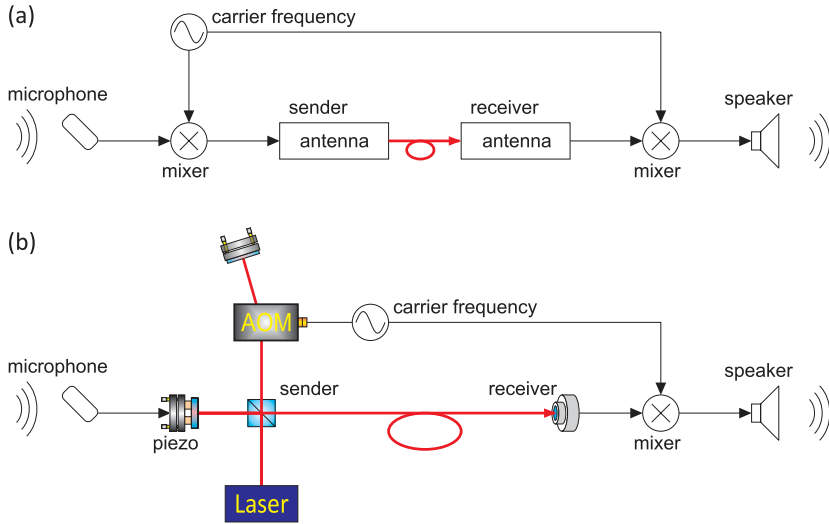 (a)
carrier frequency
microphone
sender
receiver
speaker
antenna
antenna
mixer
mixer
(b)
AOM
carrier frequency
microphone
sender
receiver
speaker
piezo
mixer
Laser